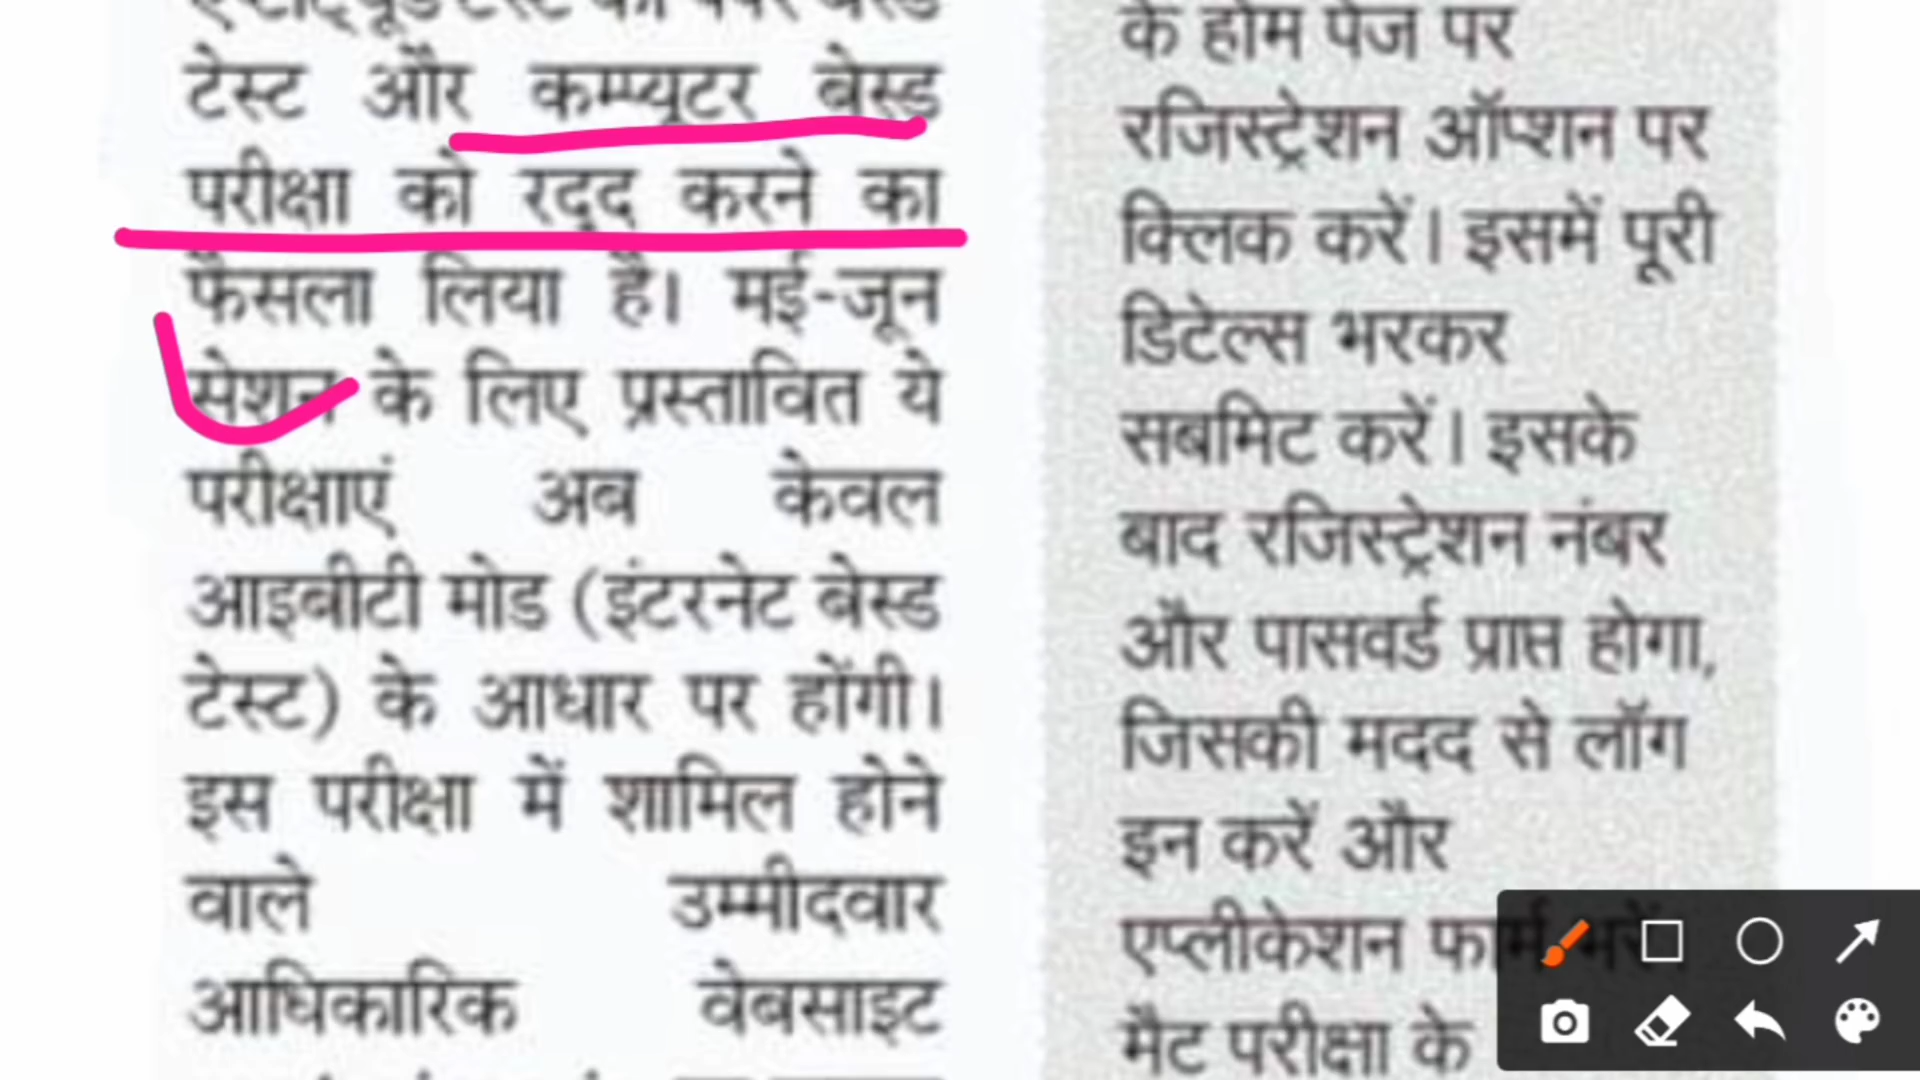 टेस्ट और कम्प्यूटर बेस्ड
परीक्षा को रद्द करने का
फैसला लिया है। मई-जून
सेशन के लिए प्रस्तावित ये
परीक्षाएं अब केवल
आइबीटी मोड (इंटरनेट बेस्ड
टेस्ट) के आधार पर होंगी।
इस परीक्षा में शामिल होने
वाले उम्मीदवार
आधिकारिक वेबसाइट
के होम पेज पर
रजिस्ट्रेशन ऑप्शन पर
क्लिक करें। इसमें पूरी
डिटेल्स भरकर
सबमिट करें। इसके
बाद रजिस्ट्रेशन नंबर
और पासवर्ड प्राप्त होगा,
जिसकी मदद से लॉग
इन करें और
एप्लीकेशन फार्म भरें।
मैट परीक्षा के